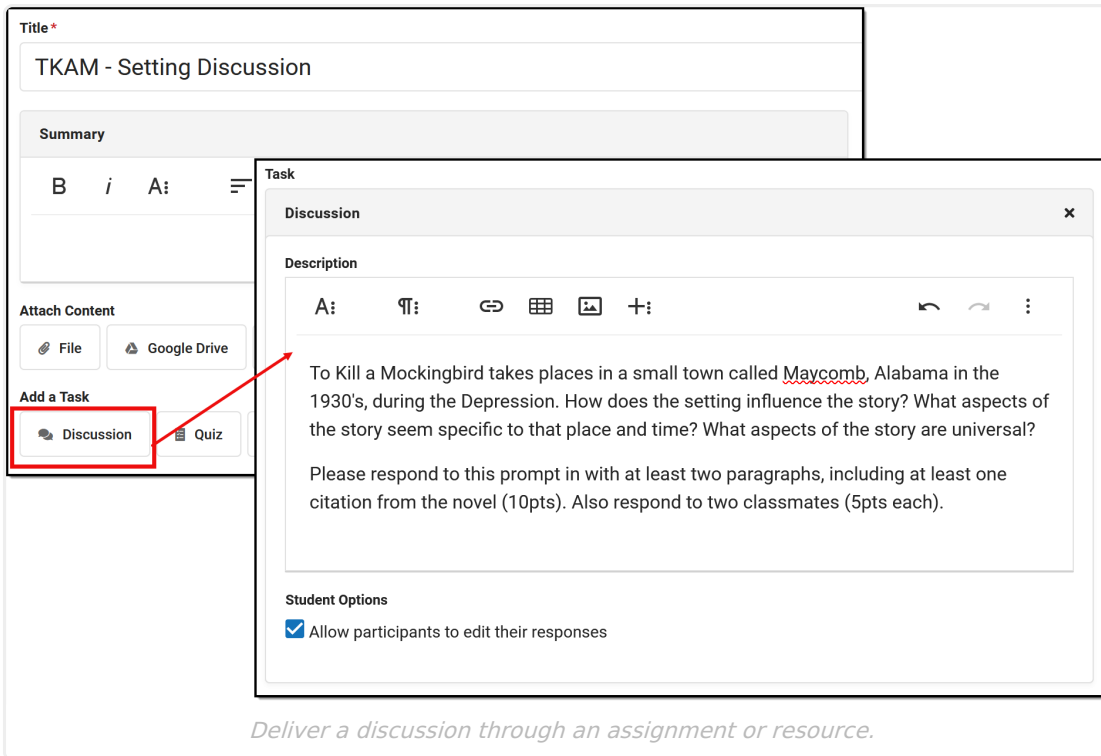 Title *
TKAM - Setting Discussion
Summary
B i A
Attach Content
File Google Drive
Add a Task
Discussion Quiz
Task
Discussion
Description
A
To Kill a Mockingbird takes places in a small town called Maycomb, Alabama in the
1930's, during the Depression. How does the setting influence the story? What aspects of
the story seem specific to that place and time? What aspects of the story are universal?
Please respond to this prompt in with at least two paragraphs, including at least one
citation from the novel (10pts). Also respond to two classmates (5pts each).
Student Options
Allow participants to edit their responses
Deliver a discussion through an assignment or resource.